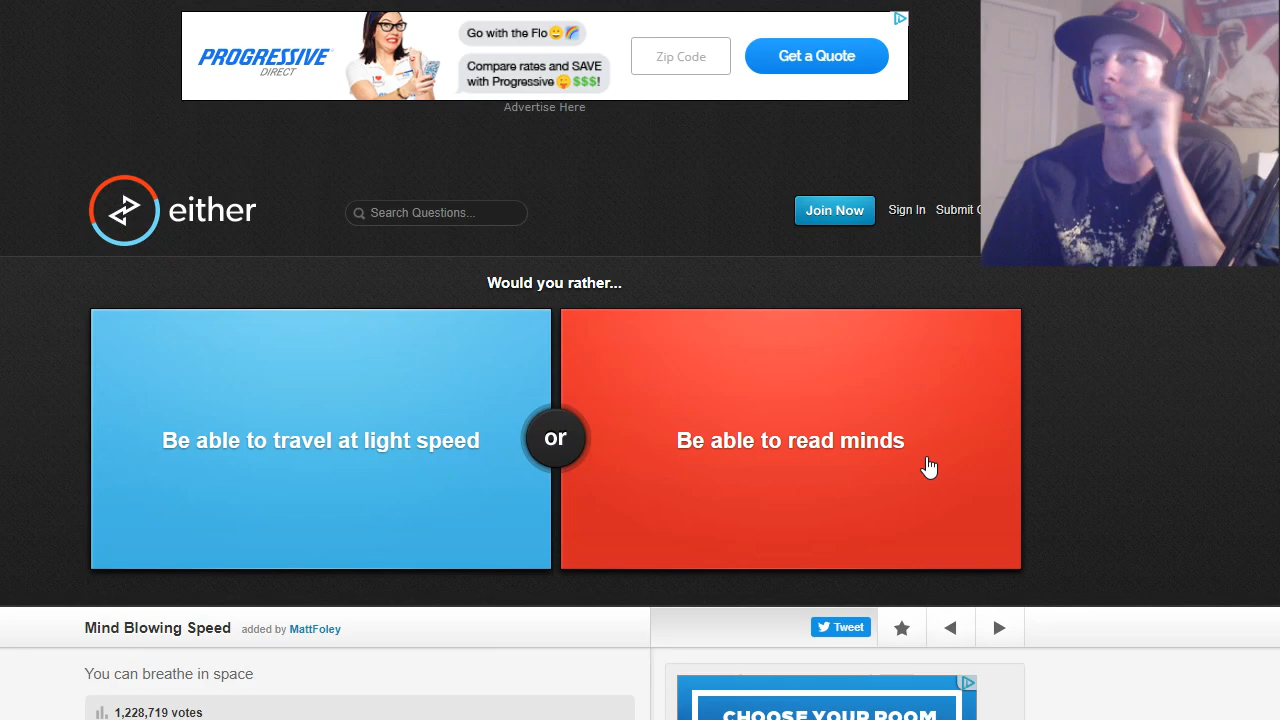 PROGRESSIVE
DIRECT
Go with the Flo
Compare rates and SAVE
with Progressive $$$!
Zip Code
Get a Quote
Advertise Here
either
Search Questions...
Join Now
Sign In
Submit
Would you rather...
Be able to travel at light speed
or
Be able to read minds
Mind Blowing Speed
added by MattFoley
Tweet
You can breathe in space
1,228,719 votes
CHOOSE YOUR ROOM